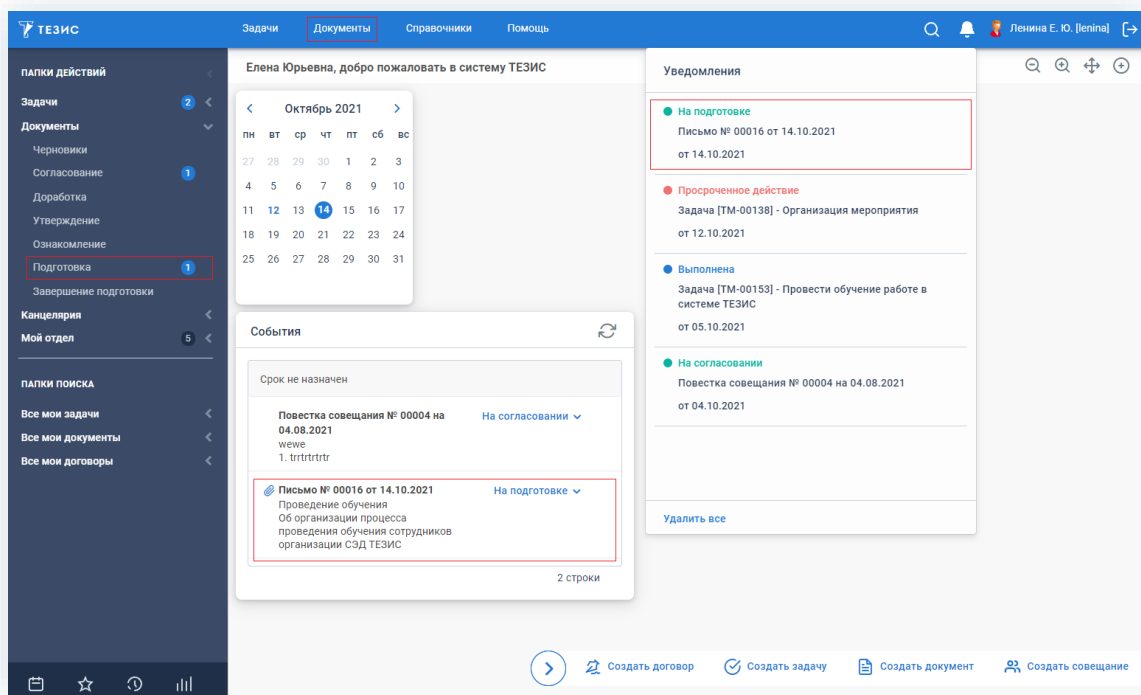 ТЕЗИС
Задачи Документы Справочники Помощь
Ленина Е. Ю. [lenina]
ПАПКИ ДЕЙСТВИЙ
Задачи 2
Документы
Черновики
Согласование 1
Доработка
Утверждение
Ознакомление
Подготовка 1
Завершение подготовки
Канцелярия
Мой отдел 5
ПАПКИ ПОИСКА
Все мои задачи
Все мои документы
Все мои договоры
Елена Юрьевна, добро пожаловать в систему ТЕЗИС
Октябрь 2021
пн вт ср чт пт сб вс
27 28 29 30 1 2 3
4 5 6 7 8 9 10
11 12 13 14 15 16 17
18 19 20 21 22 23 24
25 26 27 28 29 30 31
События
Срок не назначен
Повестка совещания № 00004 на На согласовании
04.08.2021
wewe
1. trrtrtrtrtr
Письмо № 00016 от 14.10.2021 На подготовке
Проведение обучения
Об организации процесса
проведения обучения сотрудников
организации СЭД ТЕЗИС
2 строки
Уведомления
На подготовке
Письмо № 00016 от 14.10.2021
от 14.10.2021
Просроченное действие
Задача [ТМ-00138] - Организация мероприятия
от 12.10.2021
Выполнена
Задача [ТМ-00153] - Провести обучение работе в
системе ТЕЗИС
от 05.10.2021
На согласовании
Повестка совещания № 00004 на 04.08.2021
от 04.10.2021
Удалить все
Создать договор Создать задачу Создать документ Создать совещание